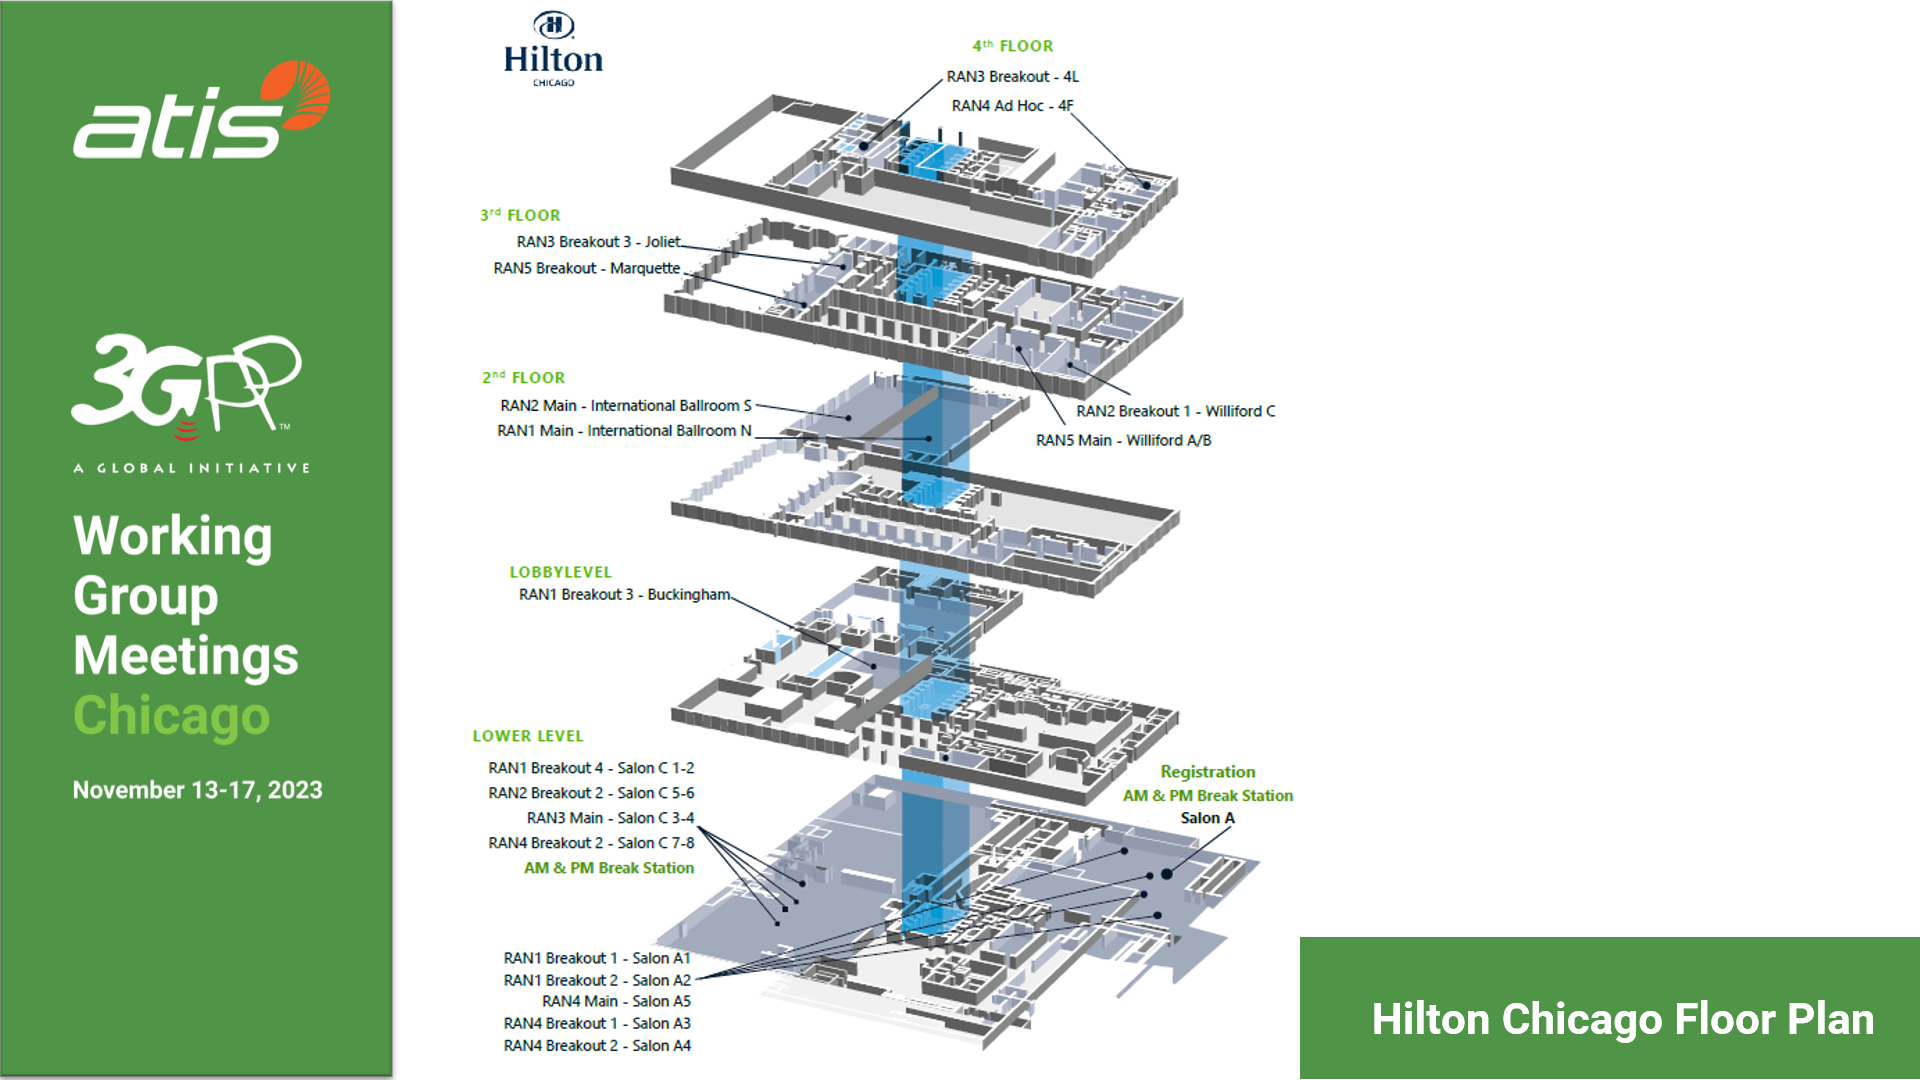 atis
3GPP
TM
A GLOBAL INITIATIVE
Working
Group
Meetings
Chicago
November 13-17, 2023
H
Hilton
CHICAGO
4th FLOOR
RAN3 Breakout - 4L
RAN4 Ad Hoc - 4F
3rd FLOOR
RAN3 Breakout 3 - Joliet
RAN5 Breakout - Marquette
2nd FLOOR
RAN2 Main - International Ballroom S
RAN1 Main - International Ballroom N
RAN2 Breakout 1 - Williford C
RAN5 Main - Williford A/B
LOBBYLEVEL
RAN1 Breakout 3 - Buckingham
LOWER LEVEL
RAN1 Breakout 4 - Salon C 1-2
RAN2 Breakout 2 - Salon C 5-6
RAN3 Main - Salon C 3-4
RAN4 Breakout 2 - Salon C 7-8
AM & PM Break Station
Registration
AM & PM Break Station
Salon A
RAN1 Breakout 1 - Salon A1
RAN1 Breakout 2 - Salon A2
RAN4 Main - Salon A5
RAN4 Breakout 1 - Salon A3
RAN4 Breakout 2 - Salon A4
Hilton Chicago Floor Plan